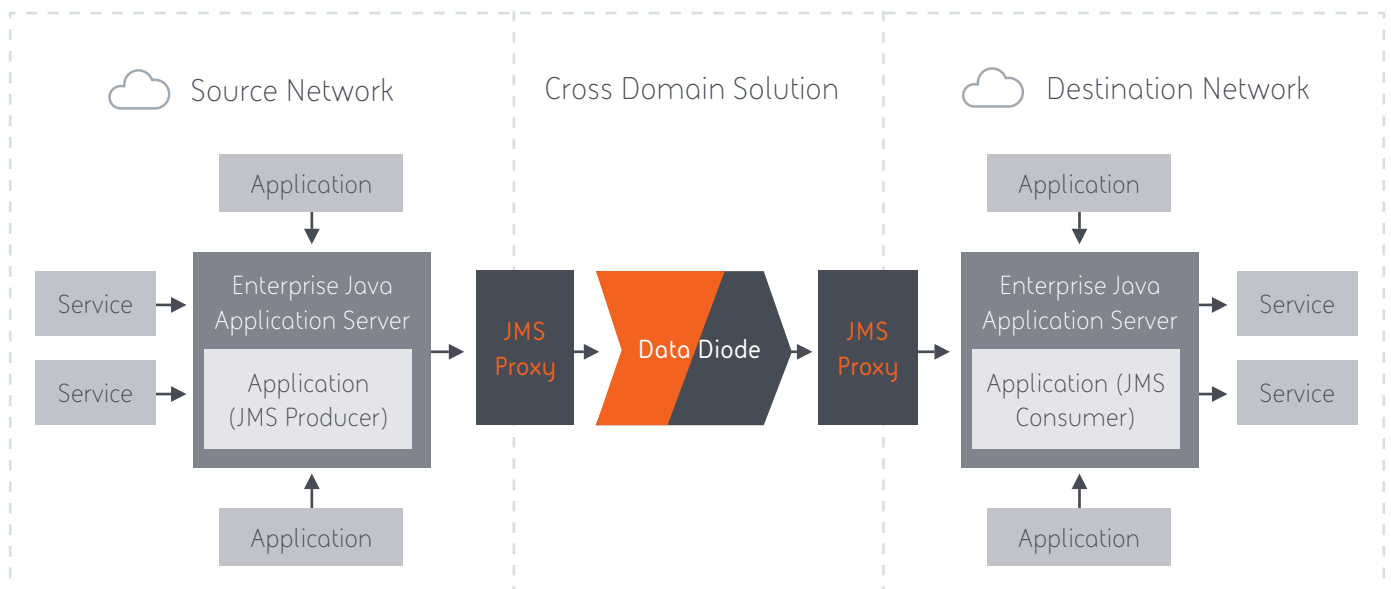 Source Network
Cross Domain Solution
Destination Network
Application
Service
Service
Enterprise Java
Application Server
Application
(JMS Producer)
Application
JMS
Proxy
Data Diode
JMS
Proxy
Application
Enterprise Java
Application Server
Application (JMS
Consumer)
Service
Service
Application